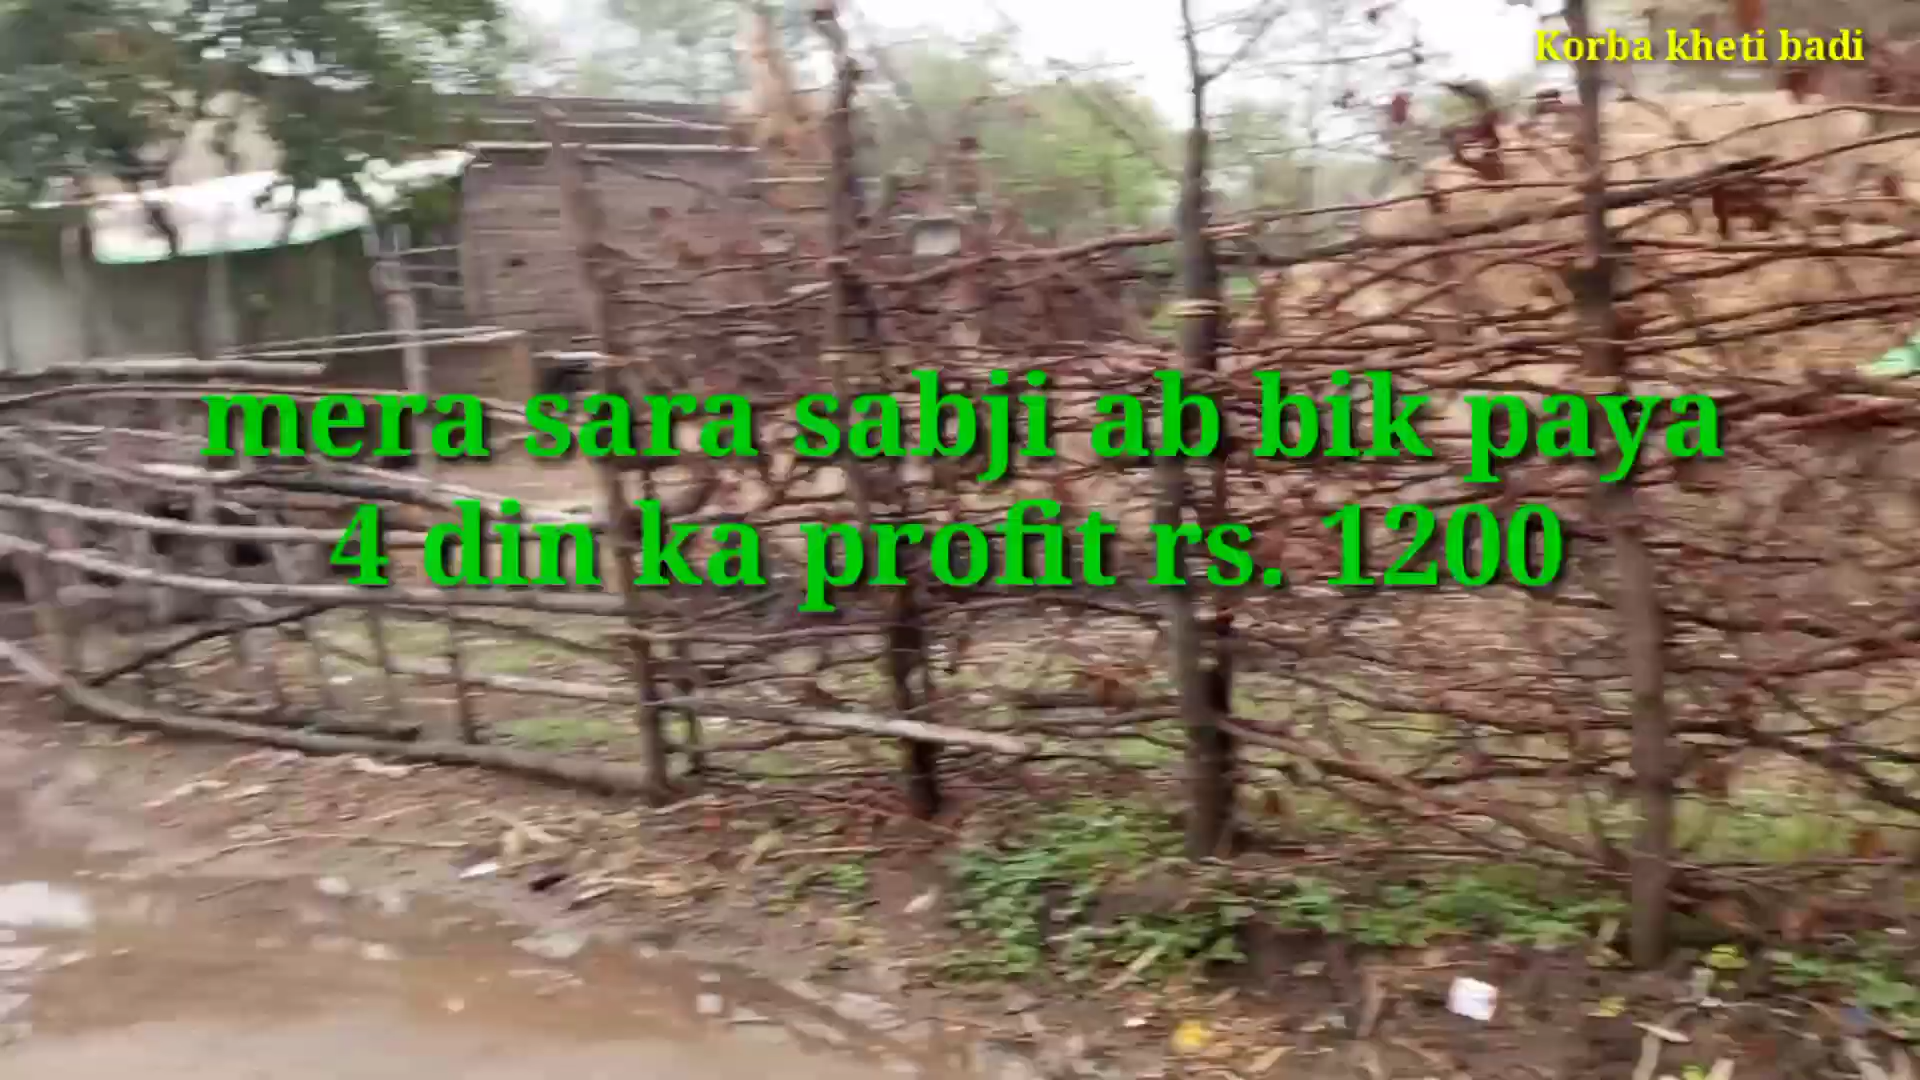 Korba kheti badi
mera sara sabji ab bik paya
4 din ka profit rs. 1200